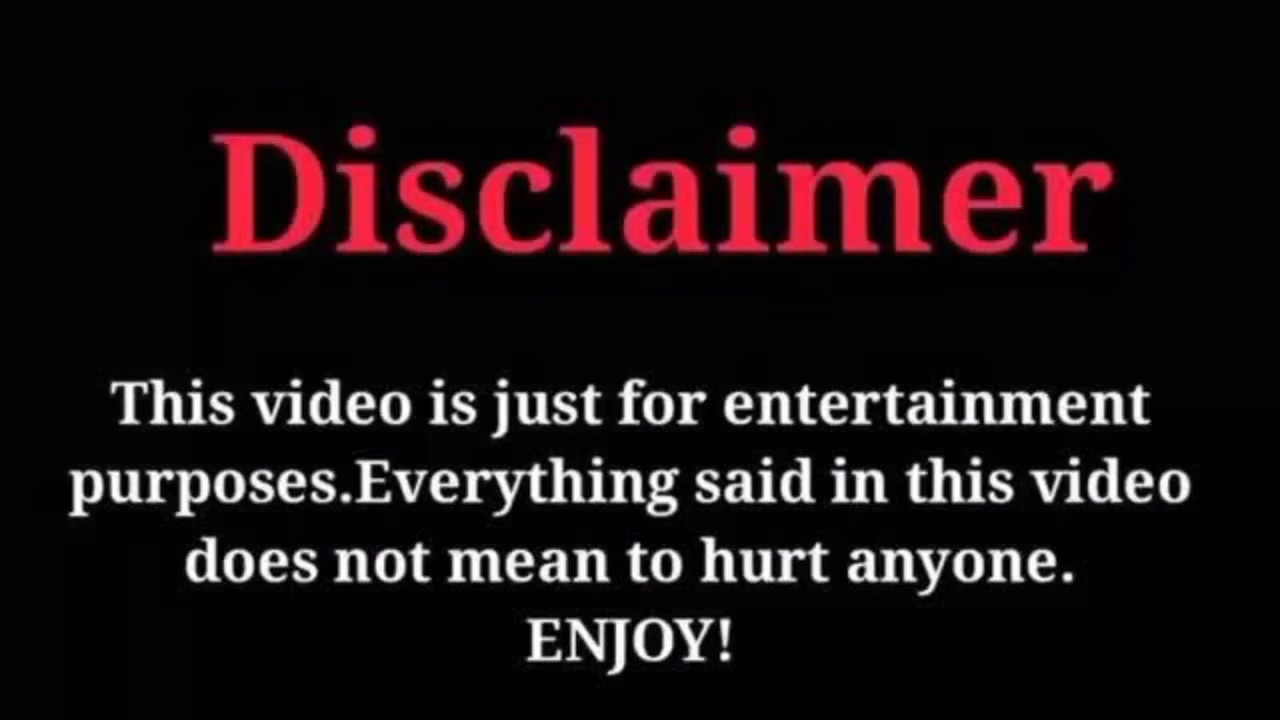 Disclaimer
This video is just for entertainment
purposes.Everything said in this video
does not mean to hurt anyone.
ENJOY!